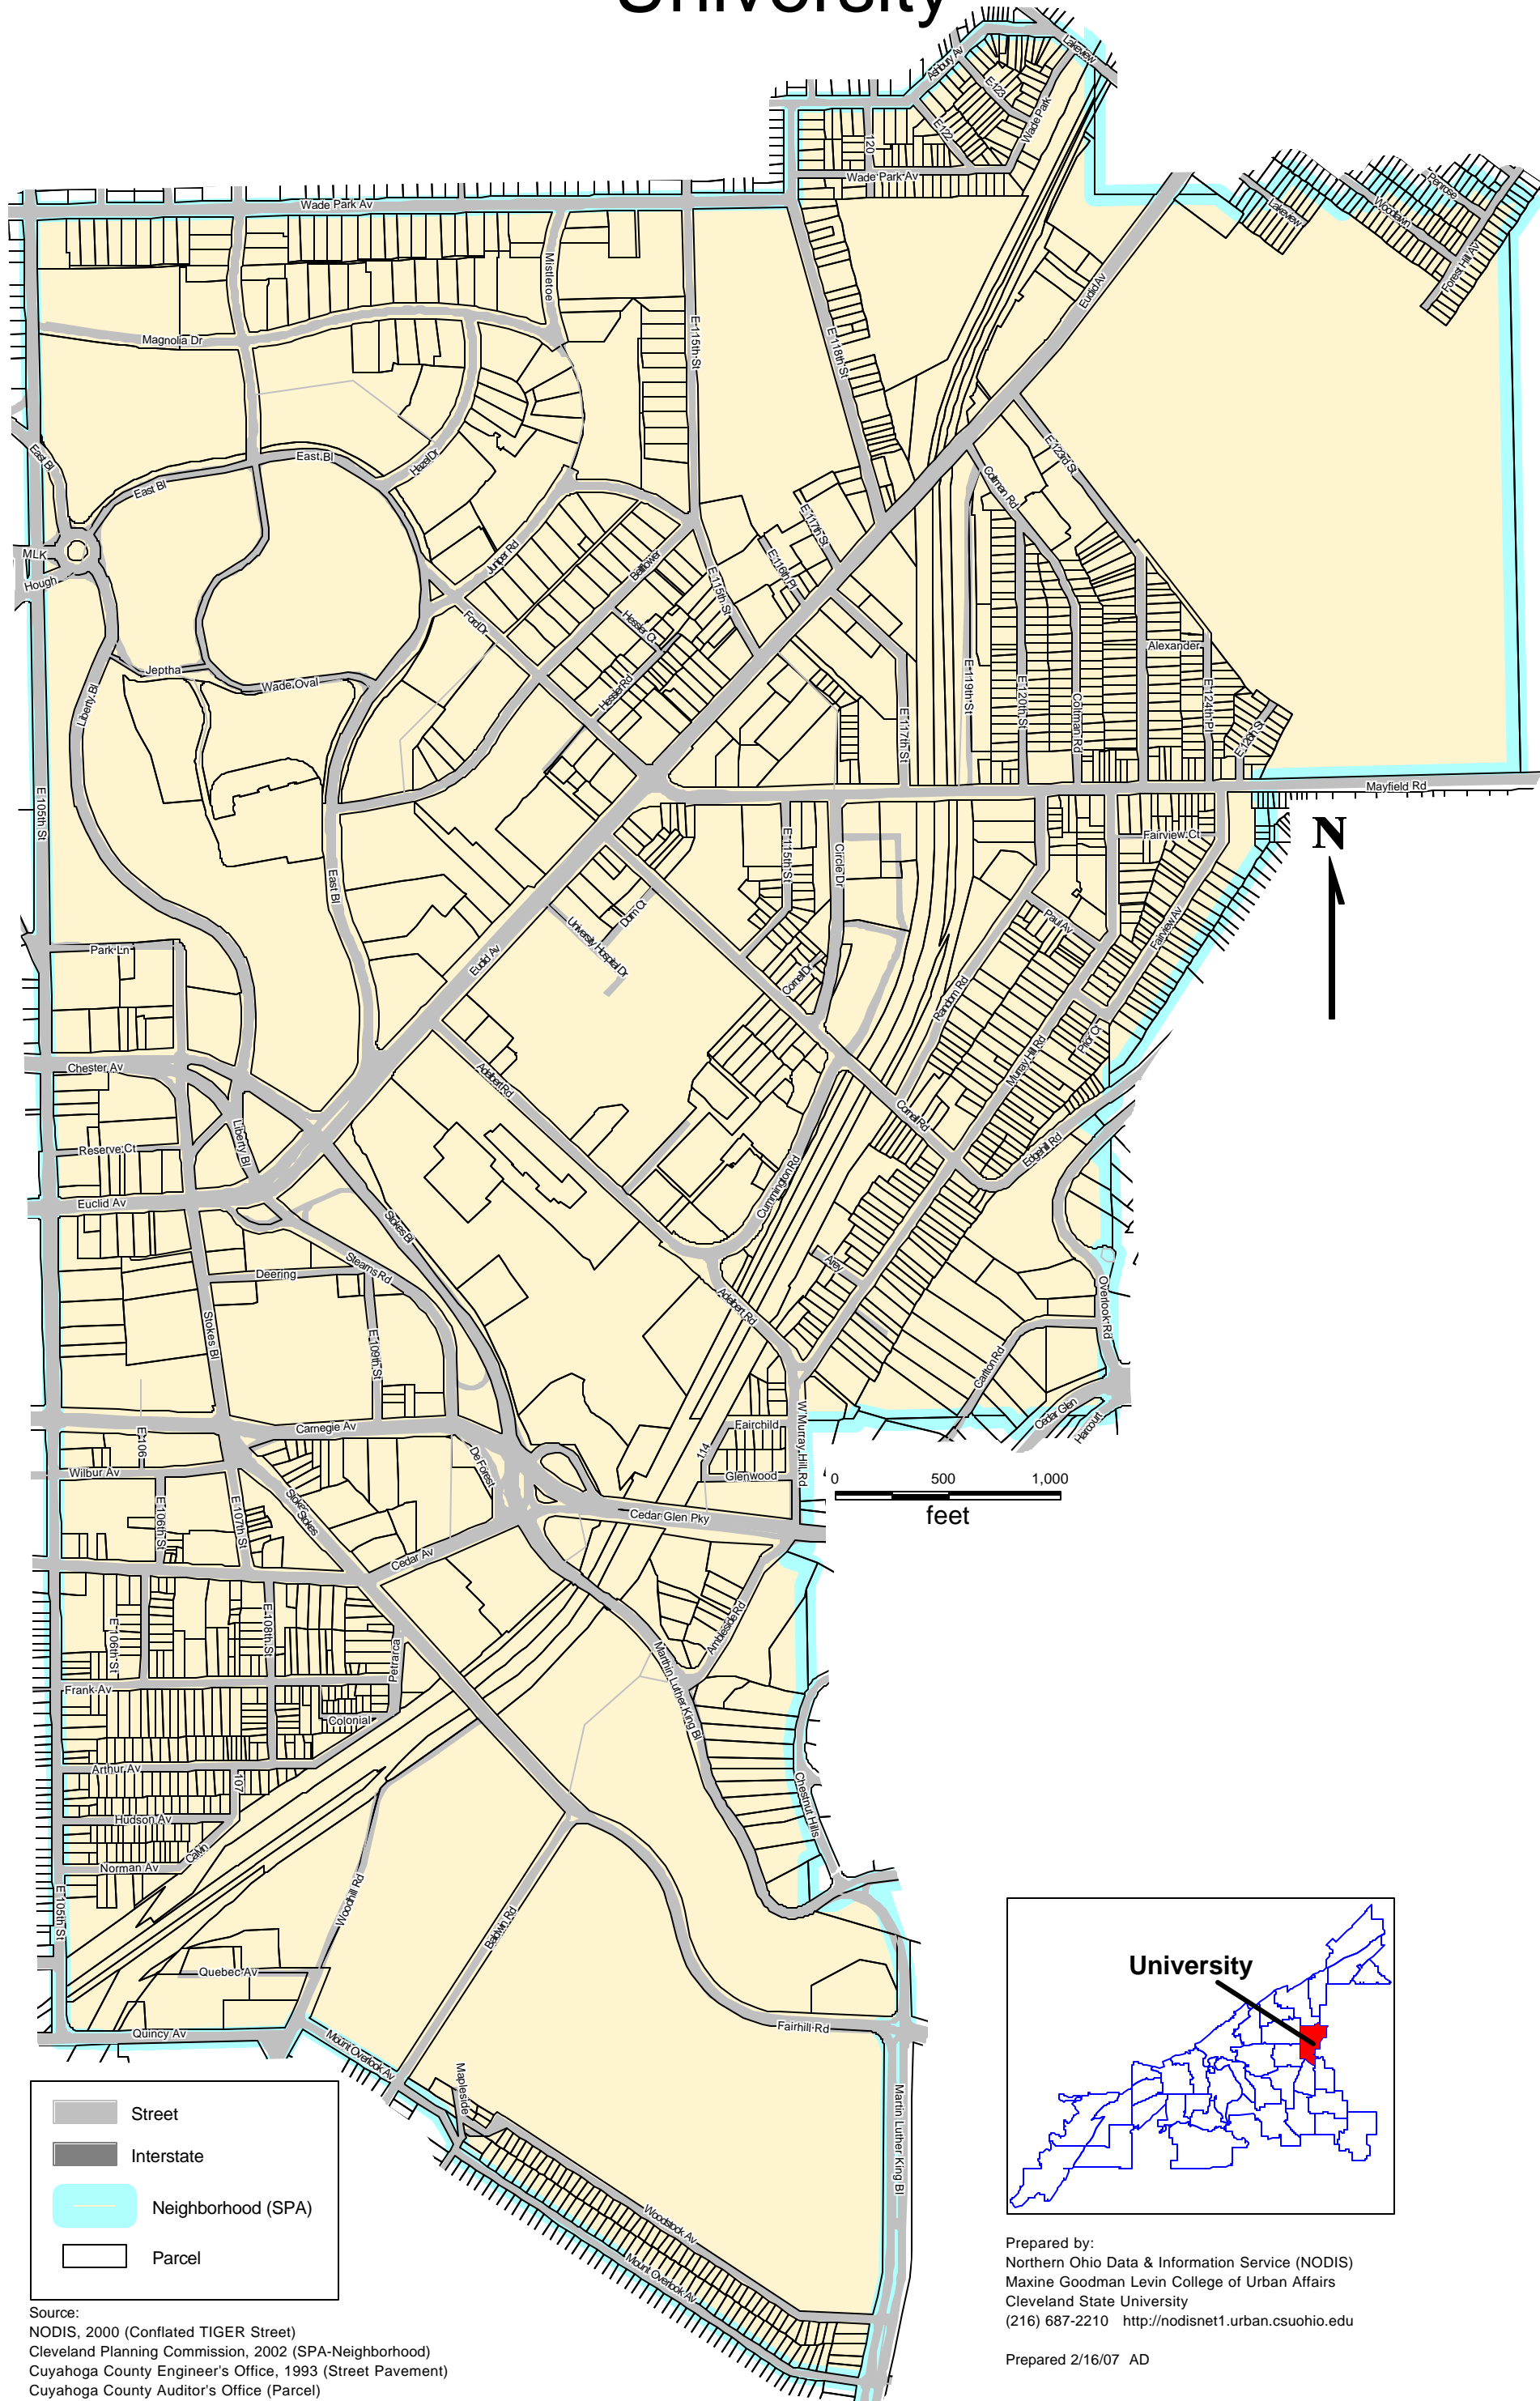 University
Ashbury Av
Lakeview
E 123
Wade Park
E 122
120
Wade Park Av
Wade Park Av
Lakeview
Penrose
Woodlawn
Forest Hill Av
Mistletoe
Euclid Av
Magnolia Dr
E 115th St
E 118th St
East Bl
East Bl
East Bl
Hazel Dr
E 123rd St
Coltman Rd
E 117th St
MLK
Hough
Juniper Rd
Bellflower
E 116th Pl
E 115th St
Ford Dr
Hessler Ct
Hessler Rd
Alexander
Jeptha
Wade Oval
Liberty Bl
E 119th St
E 120th St
Coltman Rd
E 124th Pl
E 126th St
E 117th St
Mayfield Rd
E 105th St
N
Fairview Ct
E 115th St
Circle Dr
East Bl
Paul Av
Fairview Av
Dorn Ct
University Hospital Dr
Park Ln
Euclid Av
Cornell Dr
Random Rd
Murray Hill Rd
Prior Ct
Chester Av
Adelbert Rd
Cornell Rd
Liberty Bl
Reserve Ct
Edgehill Rd
Euclid Av
Cummington Rd
Stokes Bl
Stearns Rd
Deering
Arey
Overlook Rd
Adelbert Rd
Stokes Bl
E 109th St
Carlton Rd
Cedar Glen
Harcourt
W Murray Hill Rd
Fairchild
Carnegie Av
E 106
114
De Forest
Wilbur Av
Glenwood
0 500 1,000
feet
Stokes
Stokes
E 106th St
E 107th St
Cedar Glen Pky
Cedar Av
E 106th St
E 108th St
Ambleside Rd
Petrarca
Marthin Luther King Bl
Frank Av
Colonial
Arthur Av
107
Chestnut Hills
Hudson Av
Calvin
Norman Av
E 105th St
Woodhill Rd
Baldwin Rd
University
Quebec Av
Fairhill Rd
Quincy Av
Mount Overlook Av
Mapleside
Martin Luther King Bl
Woodstock Av
Mount Overlook Av
Street
Interstate
Neighborhood (SPA)
Parcel
Source:
NODIS, 2000 (Conflated TIGER Street)
Cleveland Planning Commission, 2002 (SPA-Neighborhood)
Cuyahoga County Engineer's Office, 1993 (Street Pavement)
Cuyahoga County Auditor's Office (Parcel)
Prepared by:
Northern Ohio Data & Information Service (NODIS)
Maxine Goodman Levin College of Urban Affairs
Cleveland State University
(216) 687-2210 http://nodisnet1.urban.csuohio.edu
Prepared 2/16/07 AD